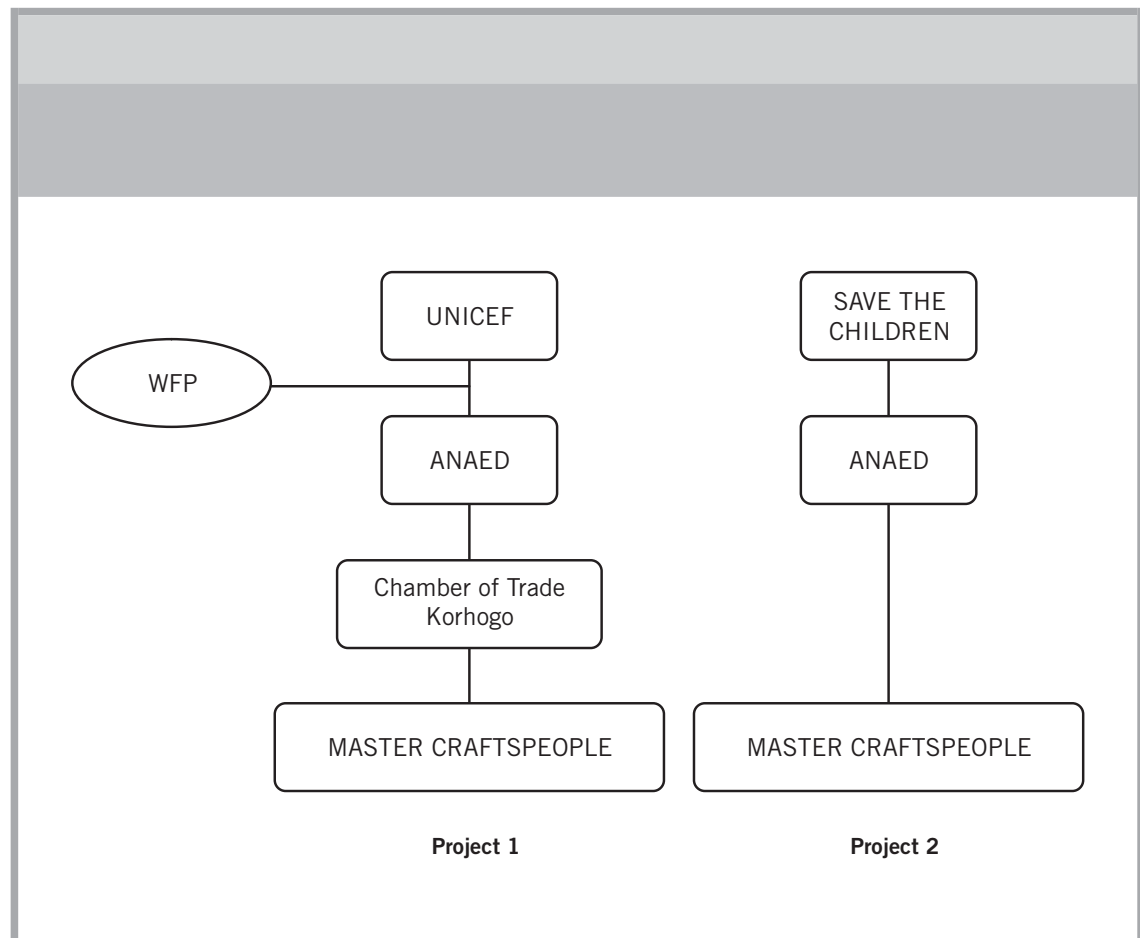 UNICEF
WFP
ANAED
Chamber of Trade
Korhogo
MASTER CRAFTSPEOPLE
Project 1
SAVE THE
CHILDREN
ANAED
MASTER CRAFTSPEOPLE
Project 2